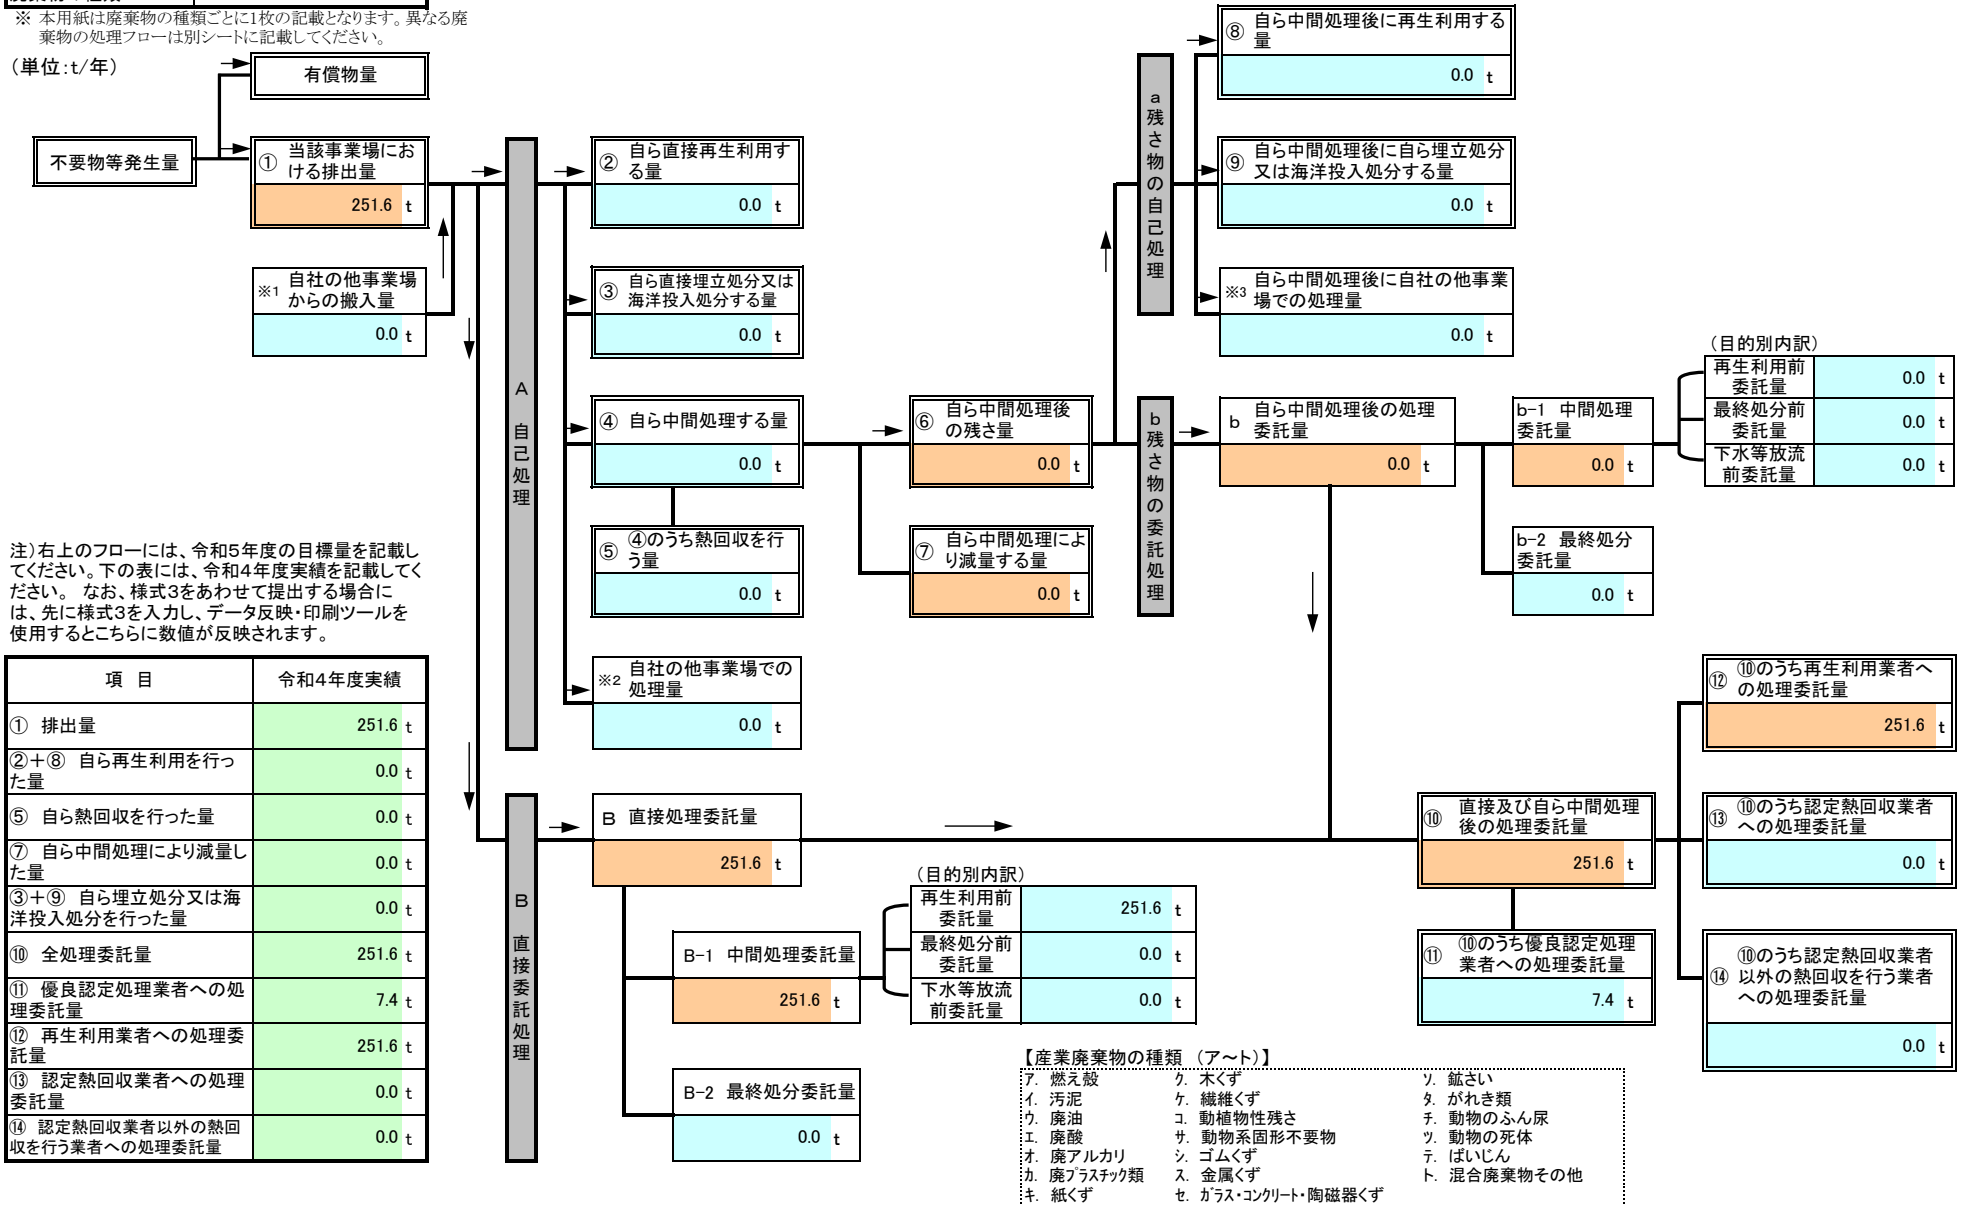 ※ 本用紙は廃棄物の種類ごとに1枚の記載となります。異なる廃
棄物の処理フローは別シートに記載してください。
（単位：t/年）
有償物量
不要物等発生量
① 当該事業場にお
ける排出量
251.6 t
※1 自社の他事業場
からの搬入量
0.0 t
A 自己処理
② 自ら直接再生利用す
る量
0.0 t
③ 自ら直接埋立処分又は
海洋投入処分する量
0.0 t
④ 自ら中間処理する量
0.0 t
⑤ ④のうち熱回収を行
う量
0.0 t
※2 自社の他事業場での
処理量
0.0 t
⑥ 自ら中間処理後
の残さ量
0.0 t
⑦ 自ら中間処理によ
り減量する量
0.0 t
a 残さ物の自己処理
⑧ 自ら中間処理後に再生利用する
量
0.0 t
⑨ 自ら中間処理後に自ら埋立処分
又は海洋投入処分する量
0.0 t
※3 自ら中間処理後に自社の他事業
場での処理量
0.0 t
b 残さ物の委託処理
b 自ら中間処理後の処理
委託量
0.0 t
b-1 中間処理
委託量
0.0 t
b-2 最終処分
委託量
0.0 t
（目的別内訳）
再生利用前
委託量
0.0 t
最終処分前
委託量
0.0 t
下水等放流
前委託量
0.0 t
注）右上のフローには、令和５年度の目標量を記載し
てください。下の表には、令和４年度実績を記載してく
ださい。 なお、様式3をあわせて提出する場合に
は、先に様式3を入力し、データ反映・印刷ツールを
使用するとこちらに数値が反映されます。
項 目 令和４年度実績
① 排出量 251.6 t
②＋⑧ 自ら再生利用を行っ
た量 0.0 t
⑤ 自ら熱回収を行った量 0.0 t
⑦ 自ら中間処理により減量し
た量 0.0 t
③＋⑨ 自ら埋立処分又は海
洋投入処分を行った量 0.0 t
⑩ 全処理委託量 251.6 t
⑪ 優良認定処理業者への処
理委託量 7.4 t
⑫ 再生利用業者への処理委
託量 251.6 t
⑬ 認定熱回収業者への処理
委託量 0.0 t
⑭ 認定熱回収業者以外の熱回
収を行う業者への処理委託量 0.0 t
B 直接委託処理
B 直接処理委託量
251.6 t
B-1 中間処理委託量
251.6 t
B-2 最終処分委託量
0.0 t
（目的別内訳）
再生利用前
委託量
251.6 t
最終処分前
委託量
0.0 t
下水等放流
前委託量
0.0 t
⑩ 直接及び自ら中間処理
後の処理委託量
251.6 t
⑪ ⑩のうち優良認定処理
業者への処理委託量
7.4 t
⑫ ⑩のうち再生利用業者へ
の処理委託量
251.6 t
⑬ ⑩のうち認定熱回収業者
への処理委託量
0.0 t
⑭ ⑩のうち認定熱回収業者
以外の熱回収を行う業者
への処理委託量
0.0 t
【産業廃棄物の種類 （ア～ト）】
ア. 燃え殻 ク. 木くず ソ. 鉱さい
イ. 汚泥 ケ. 繊維くず タ. がれき類
ウ. 廃油 コ. 動植物性残さ チ. 動物のふん尿
エ. 廃酸 サ. 動物系固形不要物 ツ. 動物の死体
オ. 廃アルカリ シ. ゴムくず テ. ばいじん
カ. 廃プラスチック類 ス. 金属くず ト. 混合廃棄物その他
キ. 紙くず セ. ガラス・コンクリート・陶磁器くず